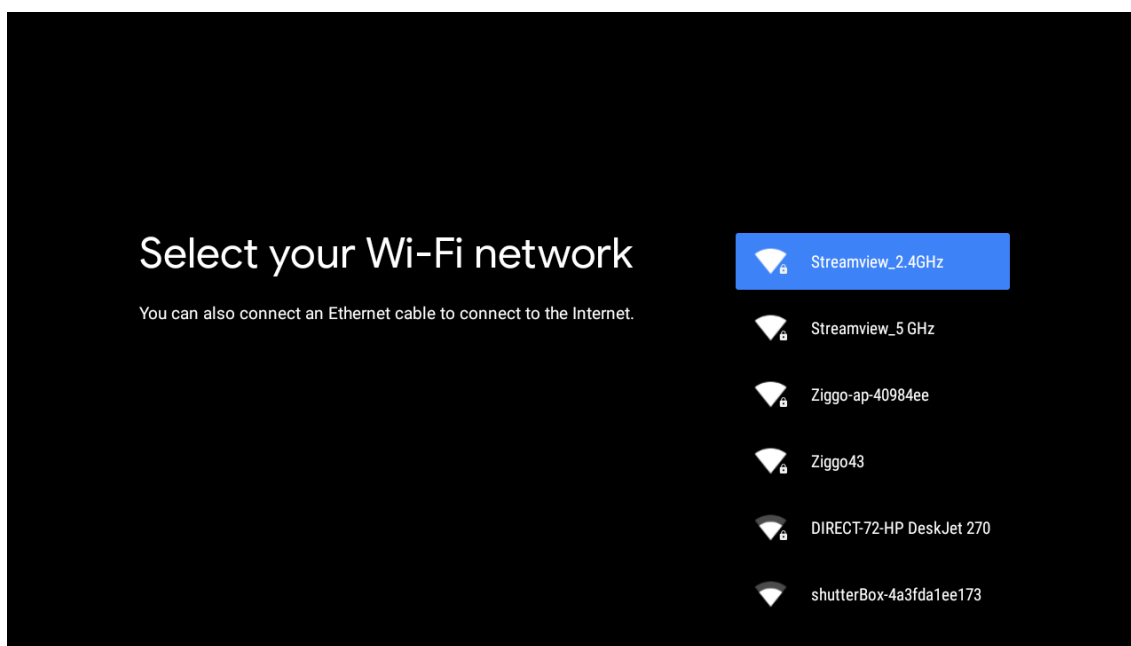 Select your Wi-Fi network
You can also connect an Ethernet cable to connect to the Internet.
Streamview_2.4GHz
Streamview_5 GHz
Ziggo-ap-40984ee
Ziggo43
DIRECT-72-HP DeskJet 270
shutterBox-4a3fda1ee173